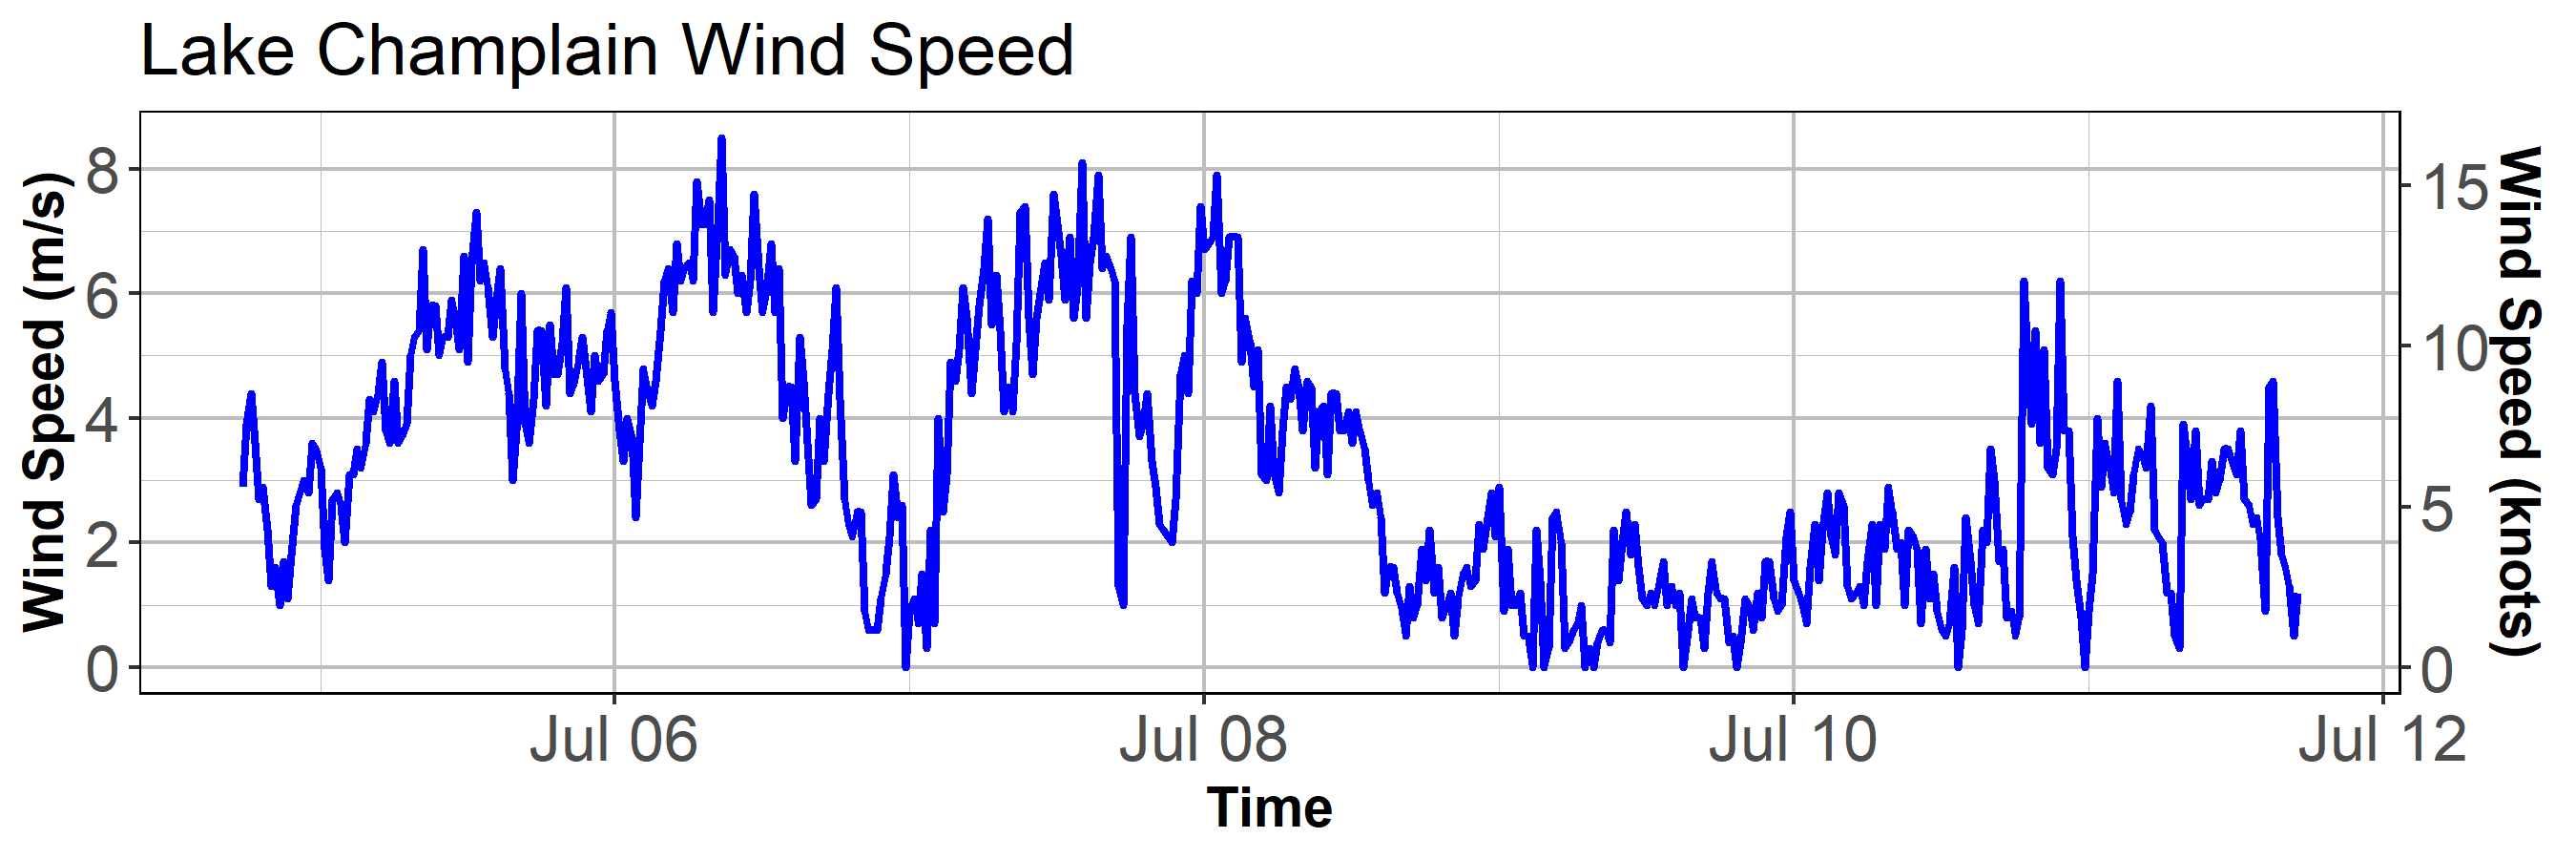 Lake Champlain Wind Speed
Wind Speed (m/s)
8
6
4
2
0
15
10
5
0
Wind Speed (knots)
Jul 06
Jul 08
Jul 10
Jul 12
Time